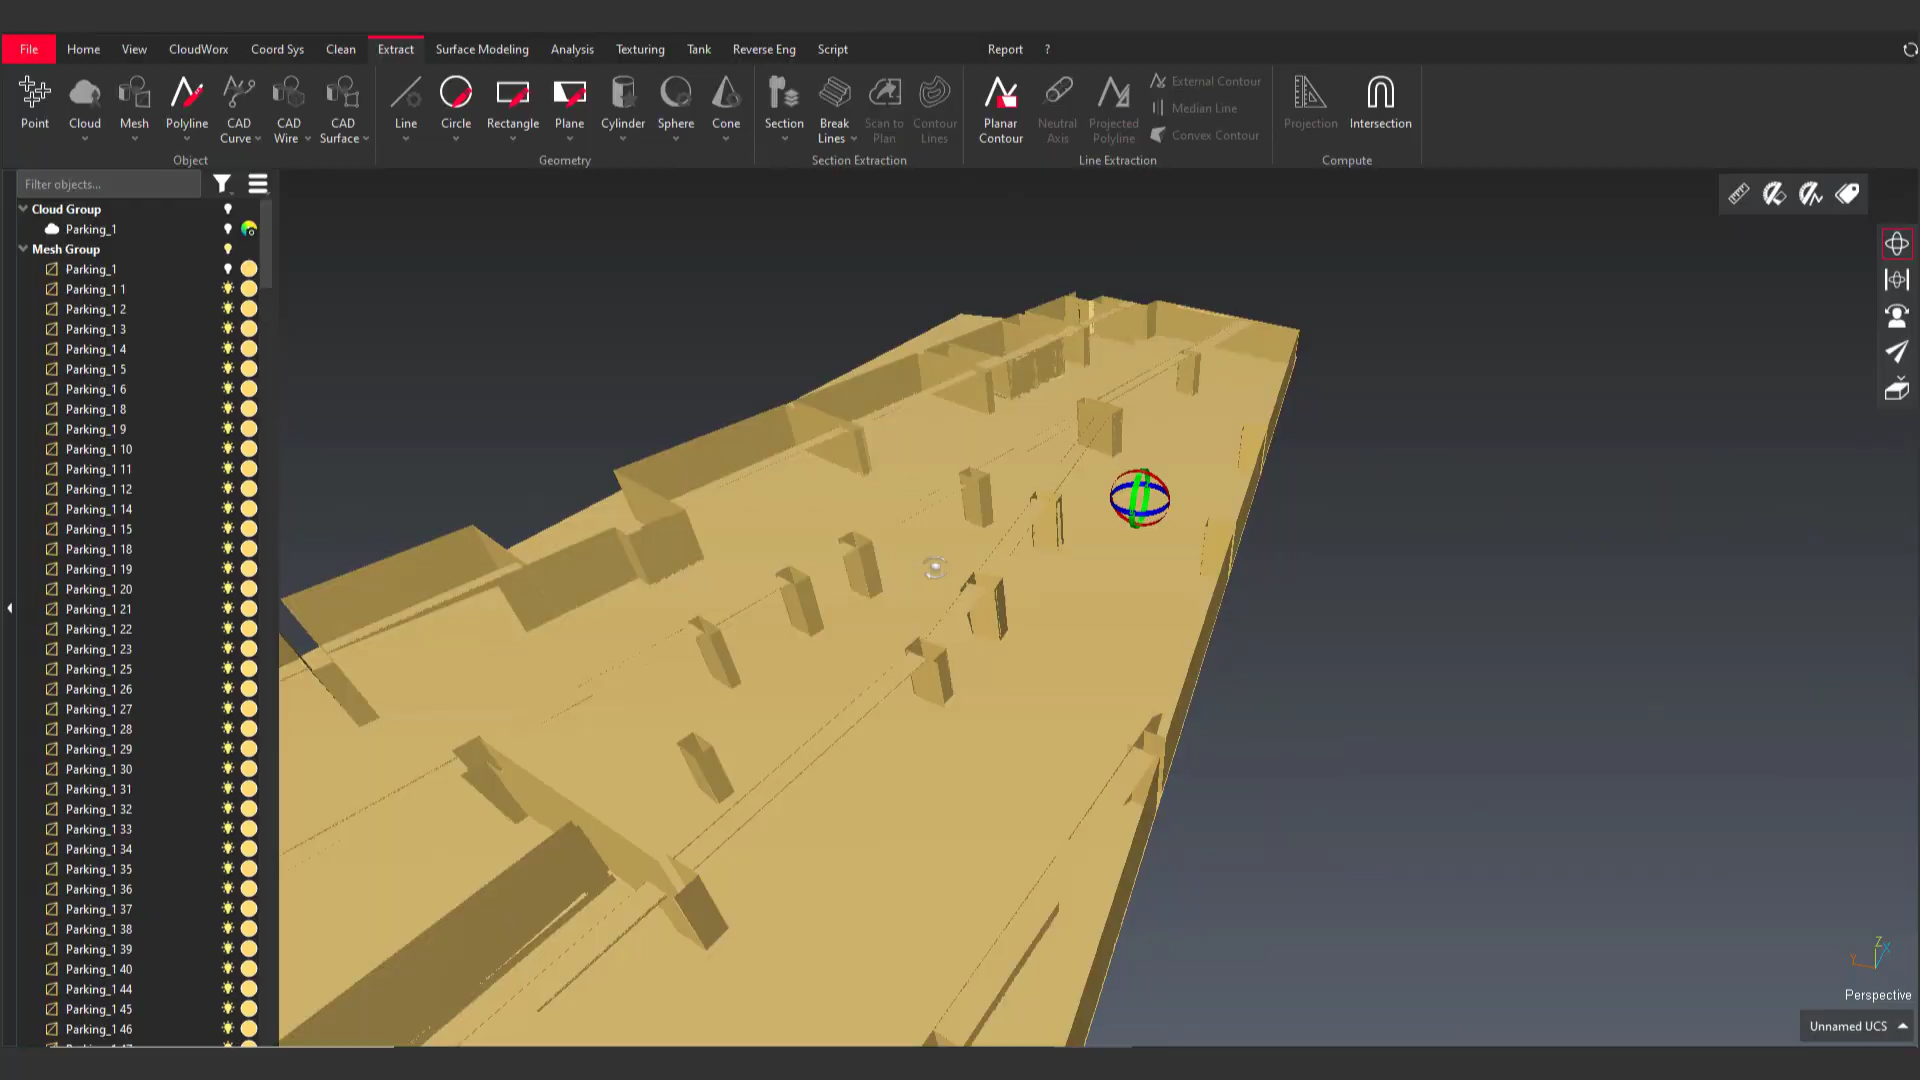 File Home View CloudWorx Coord Sys Clean Extract Surface Modeling Analysis Texturing Tank Reverse Eng Script Report ?
Point Cloud Mesh Polyline CAD Curve CAD Wire CAD Surface
Object
Line Circle Rectangle Plane Cylinder Sphere Cone
Geometry
Section Break Lines Scan to Plan Contour Lines
Section Extraction
Planar Contour Neutral Axis Projected Polyline
External Contour
Median Line
Convex Contour
Line Extraction
Projection Intersection
Compute
Filter objects...
Cloud Group
Parking_1
Mesh Group
Parking_1
Parking_1 1
Parking_1 2
Parking_1 3
Parking_1 4
Parking_1 5
Parking_1 6
Parking_1 8
Parking_1 9
Parking_1 10
Parking_1 11
Parking_1 12
Parking_1 14
Parking_1 15
Parking_1 18
Parking_1 19
Parking_1 20
Parking_1 21
Parking_1 22
Parking_1 23
Parking_1 25
Parking_1 26
Parking_1 27
Parking_1 28
Parking_1 29
Parking_1 30
Parking_1 31
Parking_1 32
Parking_1 33
Parking_1 34
Parking_1 35
Parking_1 36
Parking_1 37
Parking_1 38
Parking_1 39
Parking_1 40
Parking_1 44
Parking_1 45
Parking_1 46
Z
Y X
Perspective
Unnamed UCS